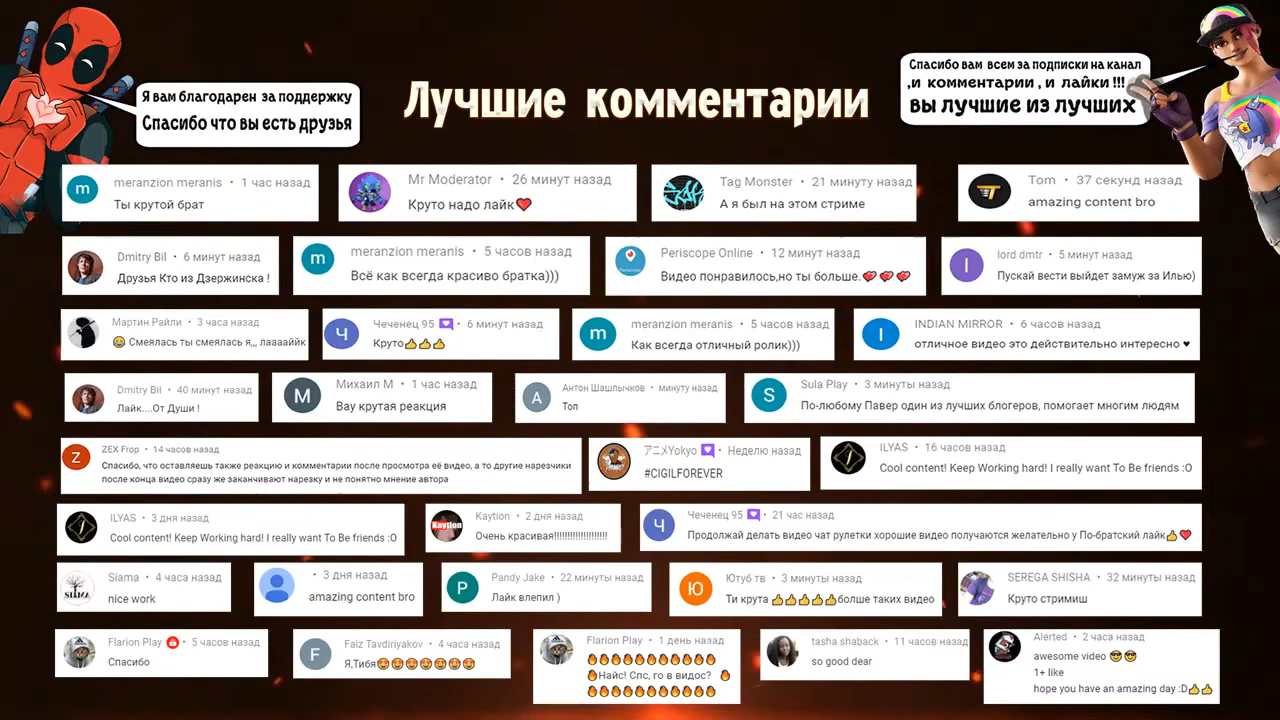 Лучшие комментарии
Я вам благодарен за поддержку
Спасибо что вы есть друзья
Спасибо вам всем за подписки на канал
,и комментарии , и лайки !!!
вы лучшие из лучших
meranzion meranis • 1 час назад
Ты крутой брат
Mr Moderator • 26 минут назад
Круто надо лайк❤️
Tag Monster • 21 минуту назад
А я был на этом стриме
Tom • 37 секунд назад
amazing content bro
Dmitry Bil • 6 минут назад
Друзья Кто из Дзержинска !
meranzion meranis • 5 часов назад
Всё как всегда красиво братка)))
Periscope Online • 12 минут назад
Видео понравилось,но ты больше.💕💕💕
lord dmtr • 5 минут назад
Пускай вести выйдет замуж за Илью)
Мартин Райли • 3 часа назад
😂 Смеялась ты смеялась я,,, лаааайк
Чеченец 95 • 6 минут назад
Круто👍👍👍
meranzion meranis • 5 часов назад
Как всегда отличный ролик)))
INDIAN MIRROR • 6 часов назад
отличное видео это действительно интересно ♥
Dmitry Bil • 40 минут назад
Лайк....От Души !
Михаил М • 1 час назад
Вау крутая реакция
Антон Шашлычков • минуту назад
Топ
Sula Play • 3 минуты назад
По-любому Павер один из лучших блогеров, помогает многим людям
ZEX Frop • 14 часов назад
Спасибо, что оставляешь также реакцию и комментарии после просмотра её видео, а то другие нарезчики
после конца видео сразу же заканчивают нарезку и не понятно мнение автора
アニメYokyo • Неделю назад
#CIGILFOREVER
ILYAS • 16 часов назад
Cool content! Keep Working hard! I really want To Be friends :O
ILYAS • 3 дня назад
Cool content! Keep Working hard! I really want To Be friends :O
Kaytion • 2 дня назад
Очень красивая!!!!!!!!!!!!!!!!!!!!!!
Чеченец 95 • 21 час назад
Продолжай делать видео чат рулетки хорошие видео получаются желательно у По-братский лайк👍❤️
Siama • 4 часа назад
nice work
• 3 дня назад
amazing content bro
Pandy Jake • 22 минуты назад
Лайк влепил )
Ютуб тв • 3 минуты назад
Ти крута 👍👍👍👍👍болше таких видео
SEREGA SHISHA • 32 минуты назад
Круто стримиш
Flarion Play • 5 часов назад
Спасибо
Faiz Tavdiriyakov • 4 часа назад
Я,Тибя🤩🤩🤩🤩🤩🤩🤩
Flarion Play • 1 день назад
🔥🔥🔥🔥🔥🔥🔥🔥🔥🔥🔥
🔥Найс! Спс, го в видос? 🔥
🔥🔥🔥🔥🔥🔥🔥🔥🔥🔥🔥
tasha shaback • 11 часов назад
so good dear
Alerted • 2 часа назад
awesome video 😎😎
1+ like
hope you have an amazing day :D👍👍